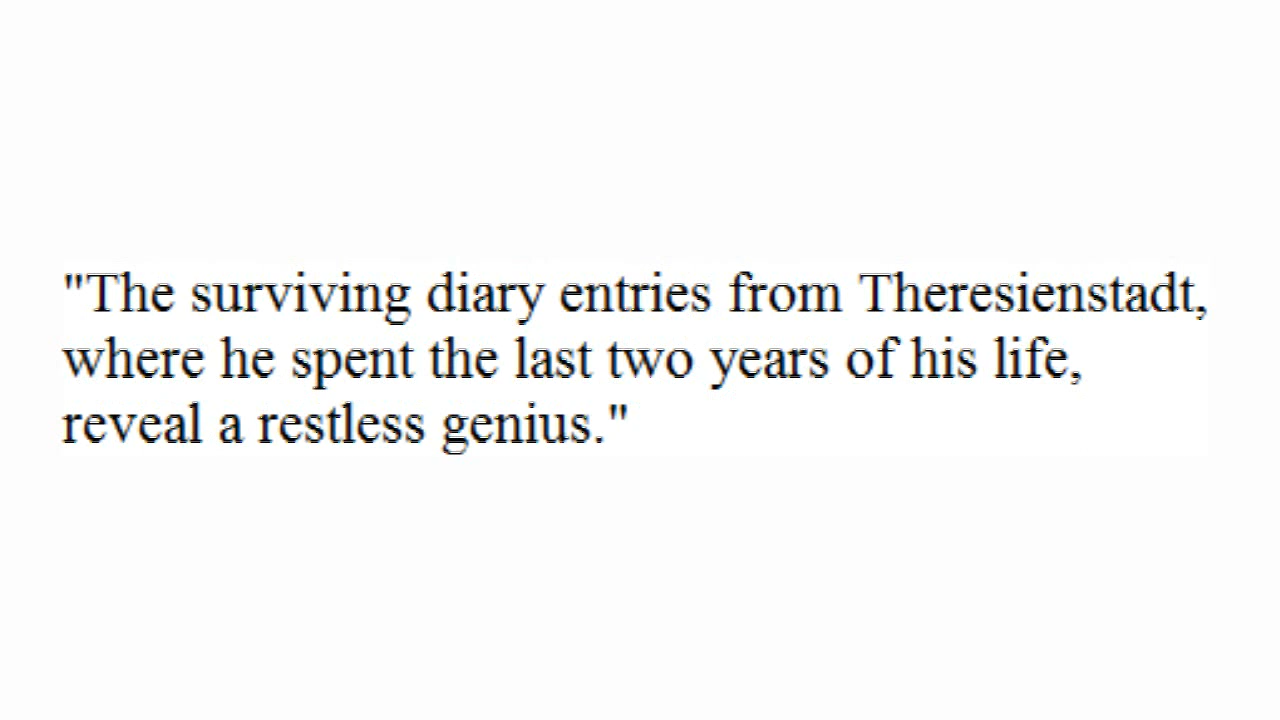 "The surviving diary entries from Theresienstadt,
where he spent the last two years of his life,
reveal a restless genius."